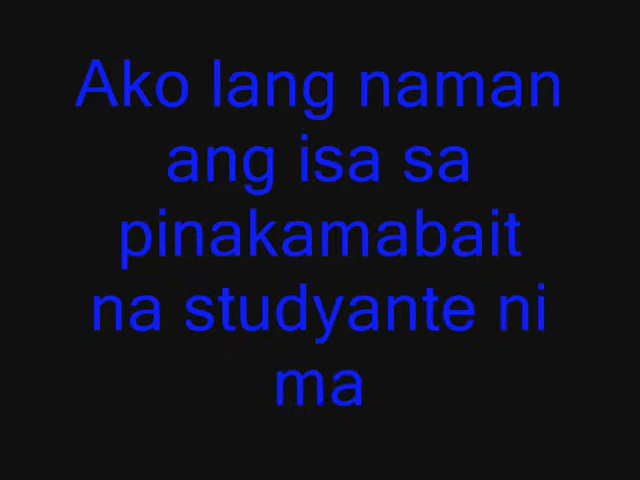 Ako lang naman
ang isa sa
pinakamabait
na studyante ni
ma